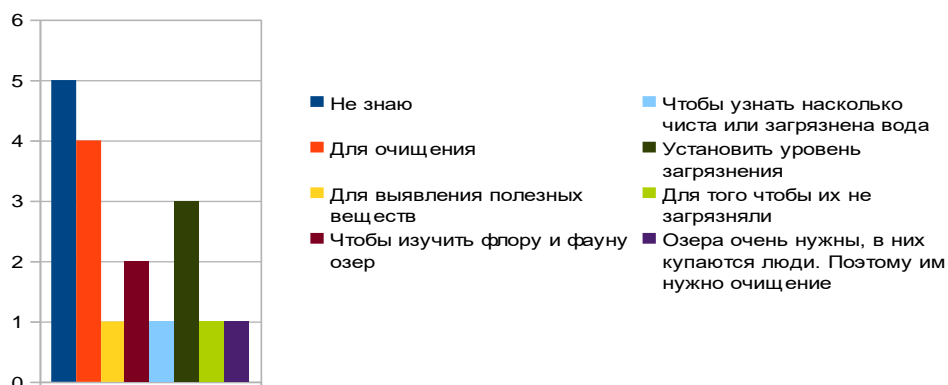 6
5
4
3
2
1
0
Не знаю
Для очищения
Для выявления полезных
веществ
Чтобы изучить флору и фауну
озер
Чтобы узнать насколько
чиста или загрязнена вода
Установить уровень
загрязнения
Для того чтобы их не
загрязняли
Озера очень нужны, в них
купаются люди. Поэтому им
нужно очищение